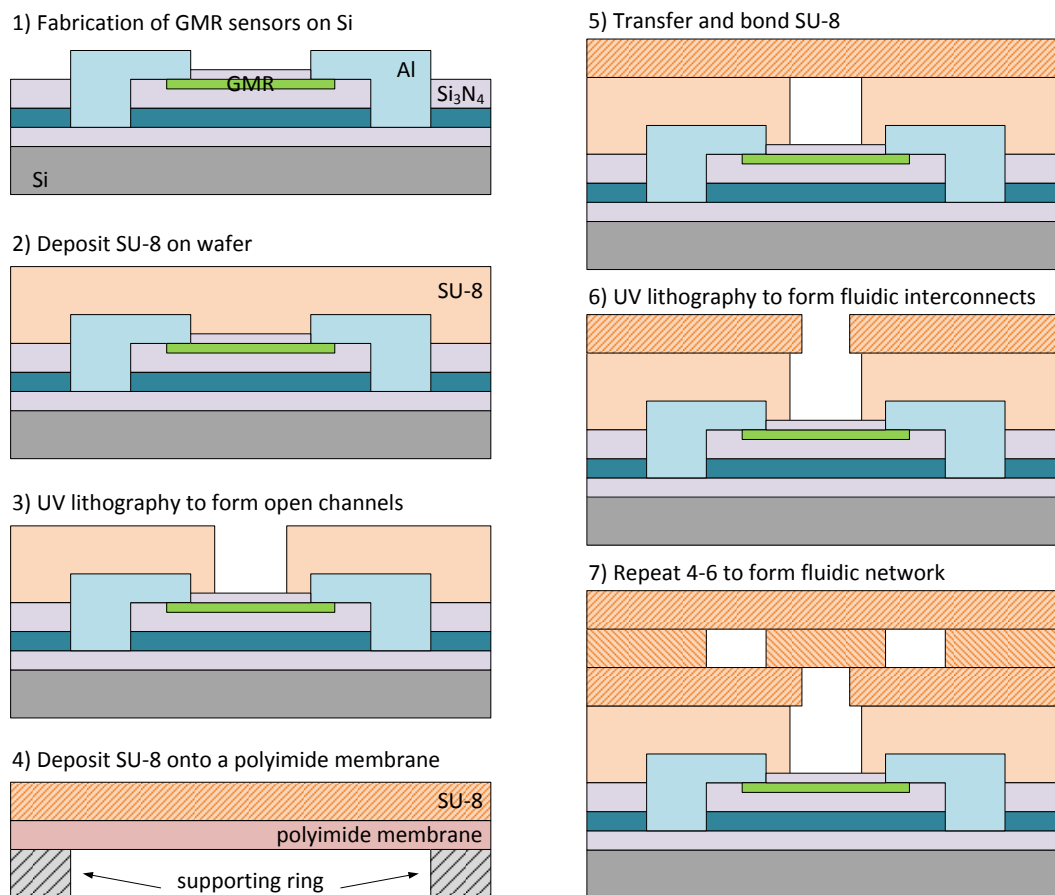 1) Fabrication of GMR sensors on Si
Al
GMR
Si₃N₄
Si
2) Deposit SU-8 on wafer
SU-8
3) UV lithography to form open channels
4) Deposit SU-8 onto a polyimide membrane
SU-8
polyimide membrane
supporting ring
5) Transfer and bond SU-8
6) UV lithography to form fluidic interconnects
7) Repeat 4-6 to form fluidic network